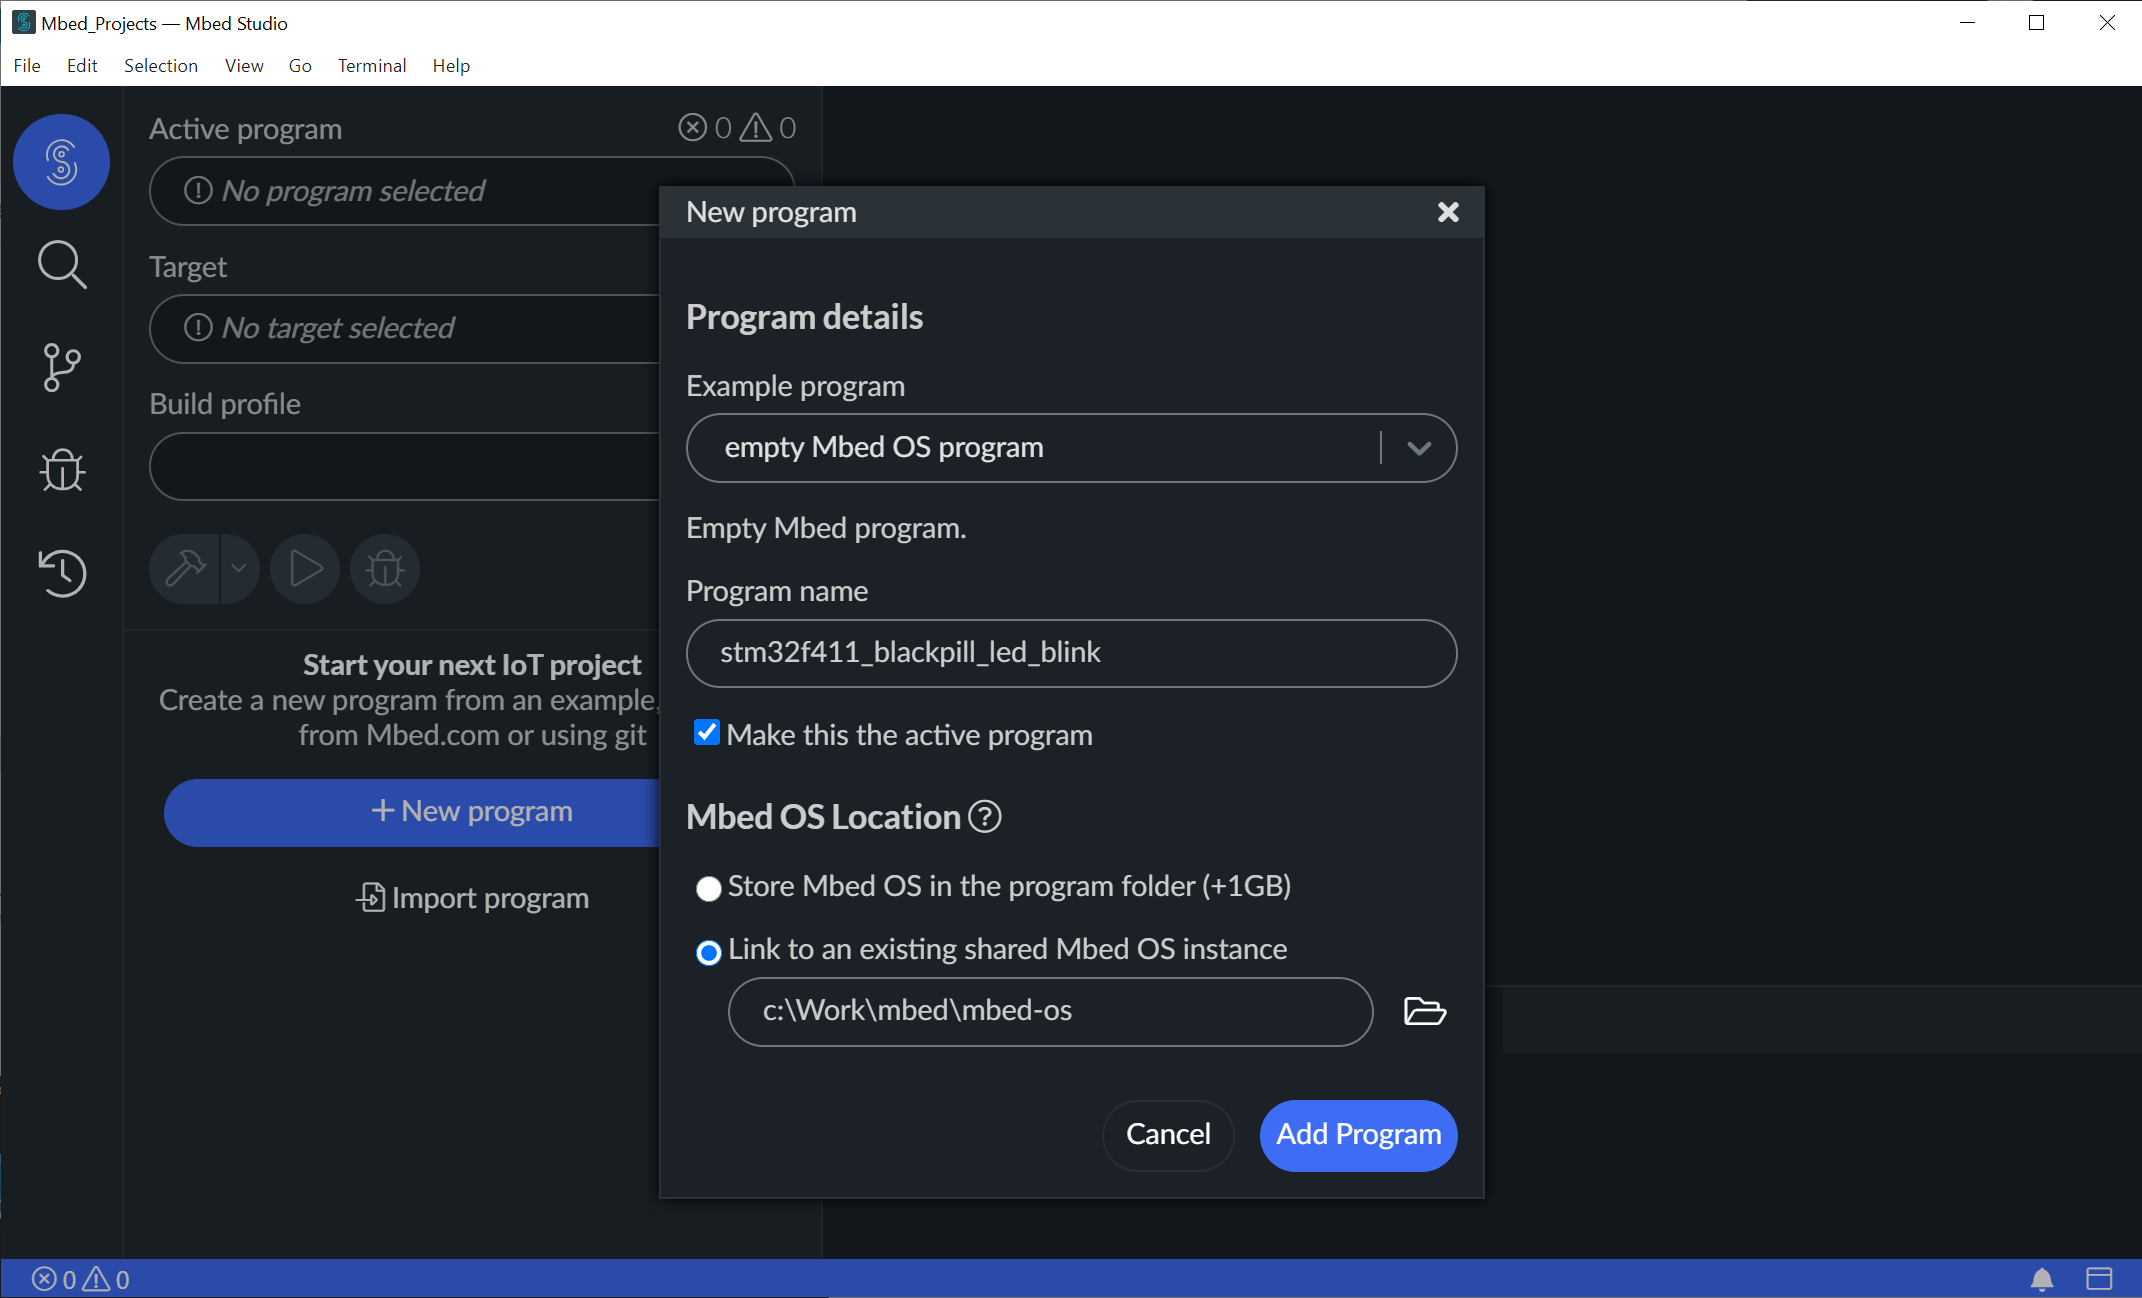 Mbed_Projects — Mbed Studio
File Edit Selection View Go Terminal Help
Active program 0 0
No program selected
Target
No target selected
Build profile
Start your next IoT project
Create a new program from an example,
from Mbed.com or using git
New program
Import program
New program
Program details
Example program
empty Mbed OS program
Empty Mbed program.
Program name
stm32f411_blackpill_led_blink
Make this the active program
Mbed OS Location ?
Store Mbed OS in the program folder (+1GB)
Link to an existing shared Mbed OS instance
c:\Work\mbed\mbed-os
Cancel Add Program
0 0